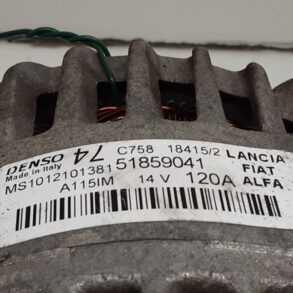 DENSO 74 C758 18415/2 LANCIA
Made in Italy 51859041 FIAT
MS1012101381 ALFA
A115IM 14 V 120A